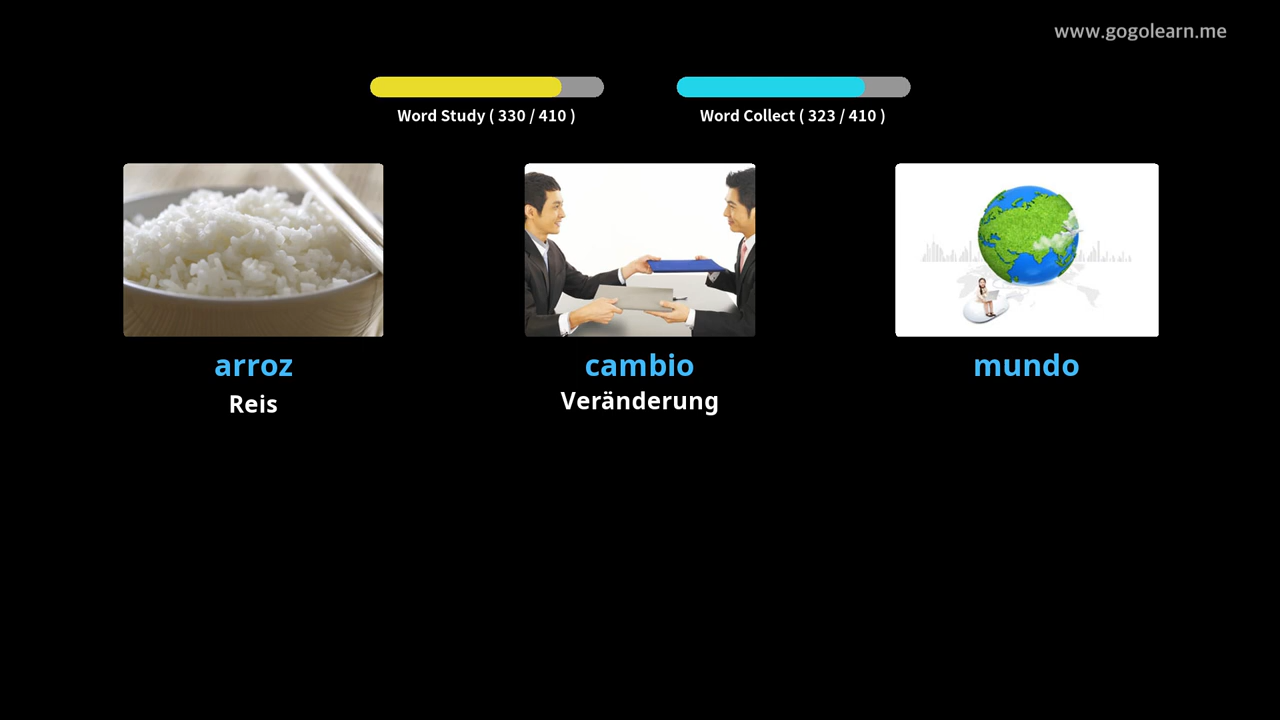 www.gogolearn.me
Word Study ( 330 / 410 )
Word Collect ( 323 / 410 )
arroz
cambio
mundo
Reis
Veränderung